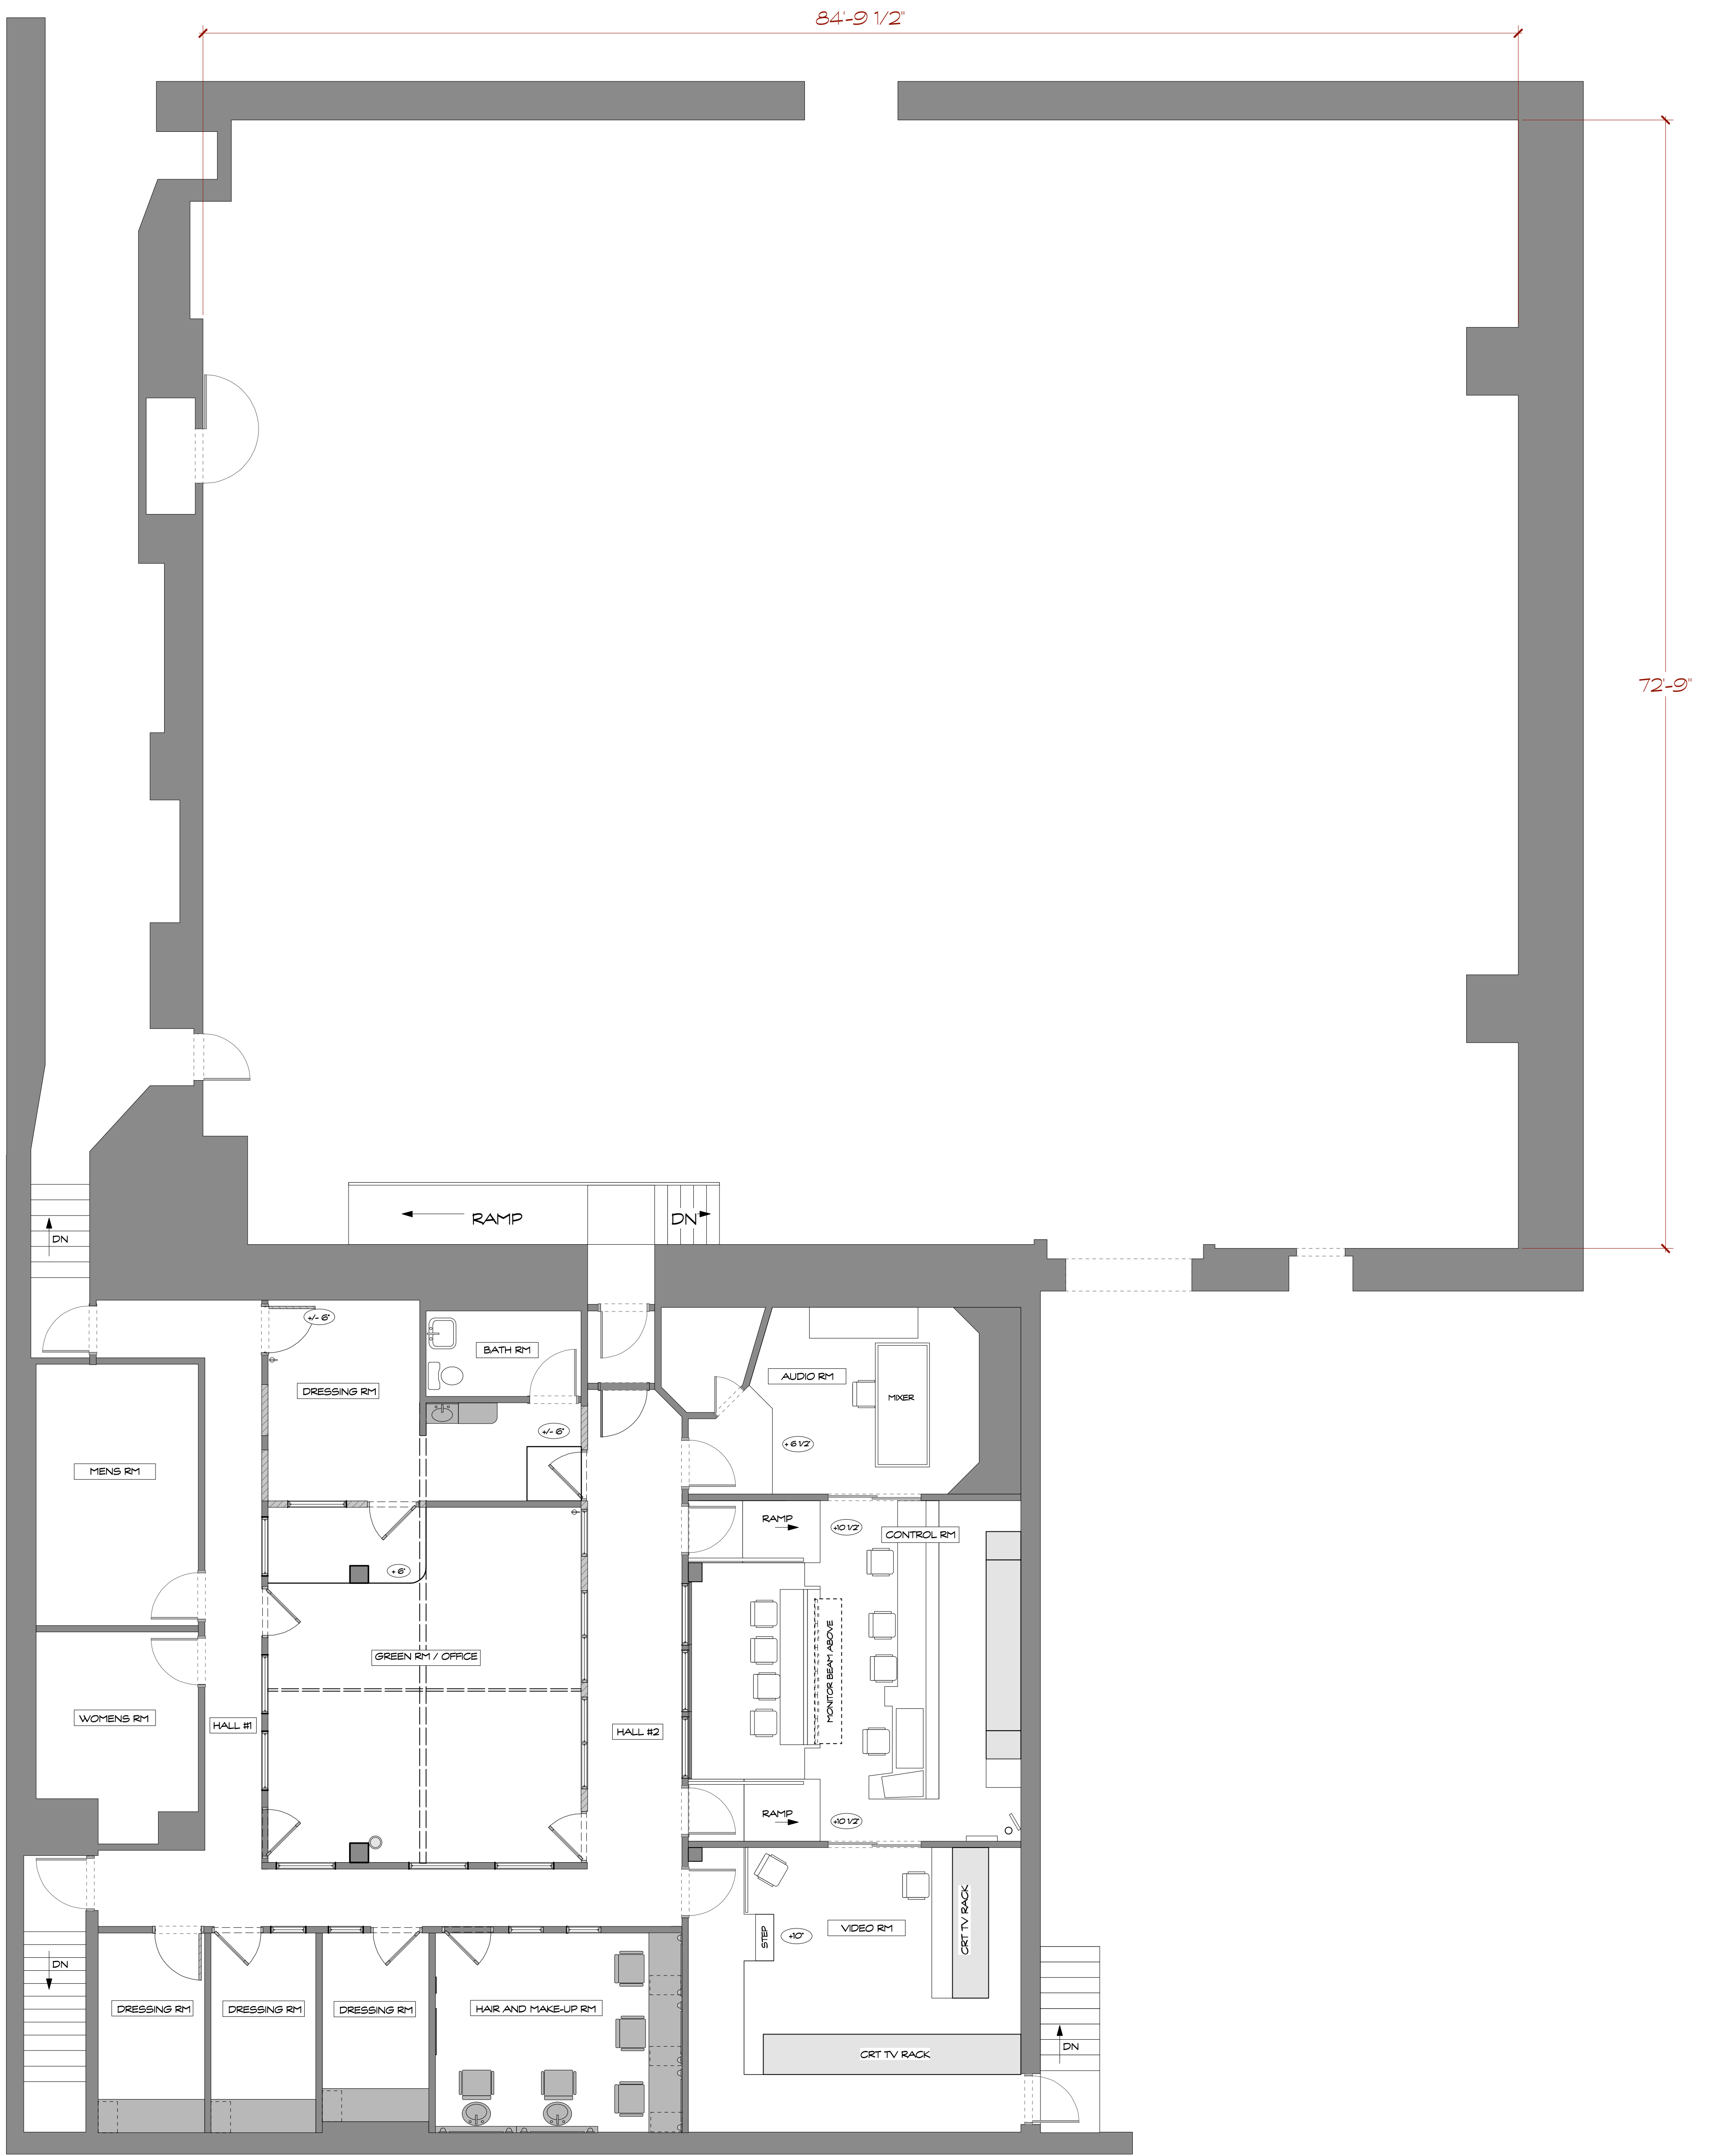 84'-9 1/2"
72'-9"
RAMP
DN
DN
+/- 6"
BATH RM
AUDIO RM
DRESSING RM
MIXER
+/- 6"
+ 6 1/2"
MENS RM
RAMP
+10 1/2"
CONTROL RM
+ 6"
GREEN RM / OFFICE
MONITOR BEAM ABOVE
WOMENS RM
HALL #1
HALL #2
RAMP
+10 1/2"
CRT TV RACK
VIDEO RM
STEP
+10"
DN
DRESSING RM
DRESSING RM
DRESSING RM
HAIR AND MAKE-UP RM
DN
CRT TV RACK